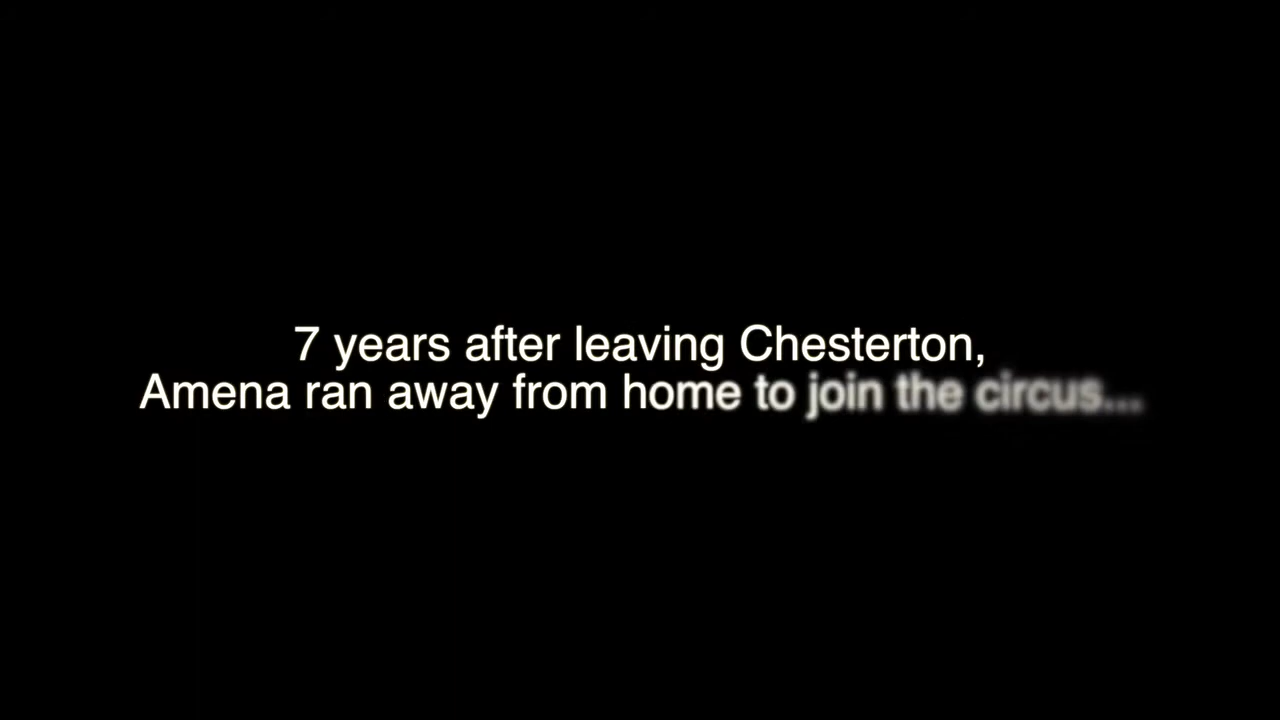 7 years after leaving Chesterton,
Amena ran away from home to join the circus...